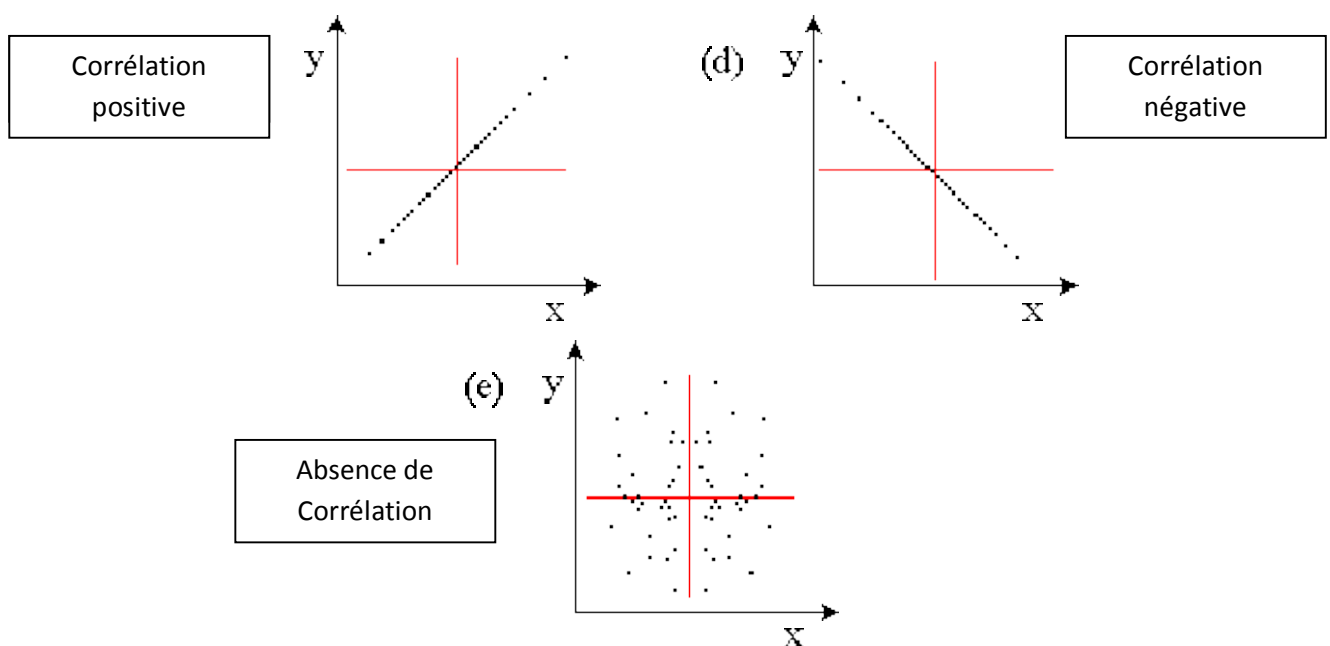 Corrélation
positive
y
x
(d)
y
x
Corrélation
négative
(e)
y
x
Absence de
Corrélation